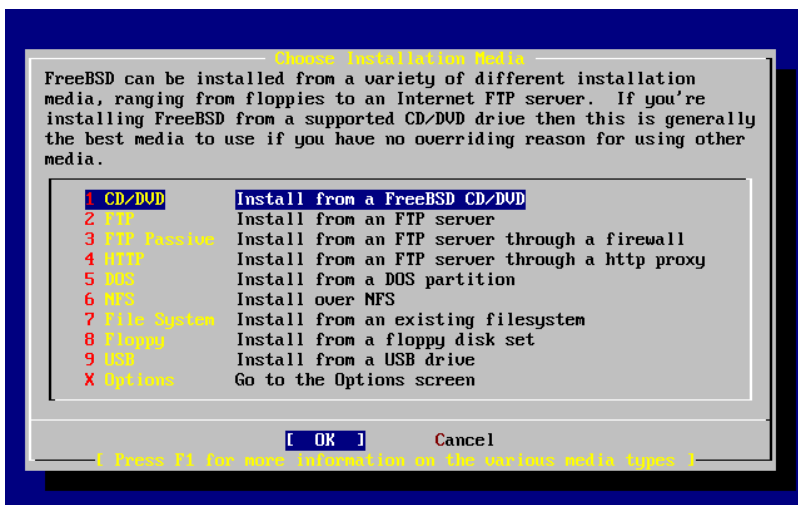 Choose Installation Media
FreeBSD can be installed from a variety of different installation
media, ranging from floppies to an Internet FTP server.  If you're
installing FreeBSD from a supported CD/DVD drive then this is generally
the best media to use if you have no overriding reason for using other
media.
1 CD/DVD Install from a FreeBSD CD/DVD
2 FTP Install from an FTP server
3 FTP Passive Install from an FTP server through a firewall
4 HTTP Install from an FTP server through a http proxy
5 DOS Install from a DOS partition
6 NFS Install over NFS
7 File System Install from an existing filesystem
8 Floppy Install from a floppy disk set
9 USB Install from a USB drive
X Options Go to the Options screen
[ OK ] Cancel
[ Press F1 for more information on the various media types ]